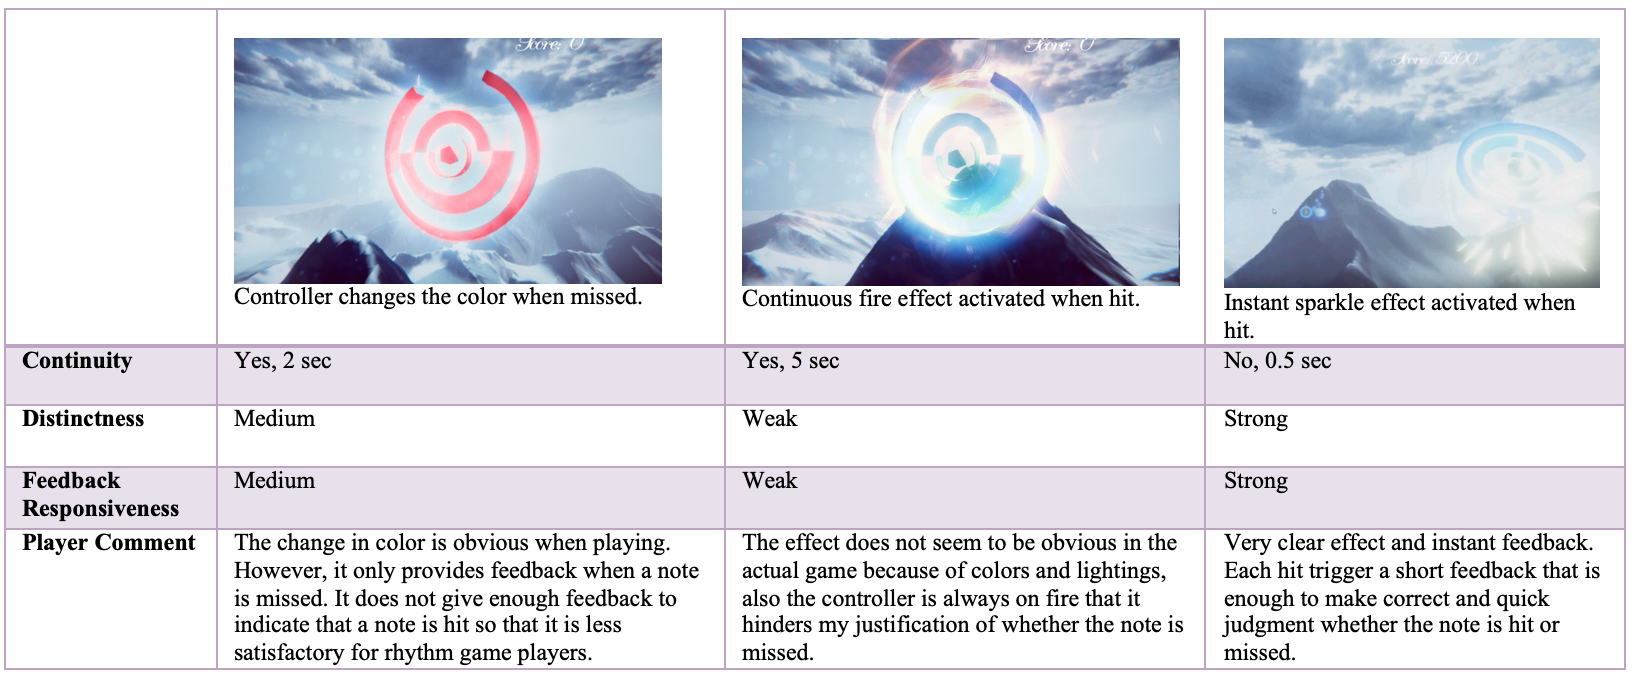 Score: 0
Score: 0
Score: 5200
Controller changes the color when missed.
Continuous fire effect activated when hit.
Instant sparkle effect activated when
hit.
Continuity
Yes, 2 sec
Yes, 5 sec
No, 0.5 sec
Distinctness
Medium
Weak
Strong
Feedback
Responsiveness
Medium
Weak
Strong
Player Comment
The change in color is obvious when playing.
However, it only provides feedback when a note
is missed. It does not give enough feedback to
indicate that a note is hit so that it is less
satisfactory for rhythm game players.
The effect does not seem to be obvious in the
actual game because of colors and lightings,
also the controller is always on fire that it
hinders my justification of whether the note is
missed.
Very clear effect and instant feedback.
Each hit trigger a short feedback that is
enough to make correct and quick
judgment whether the note is hit or
missed.